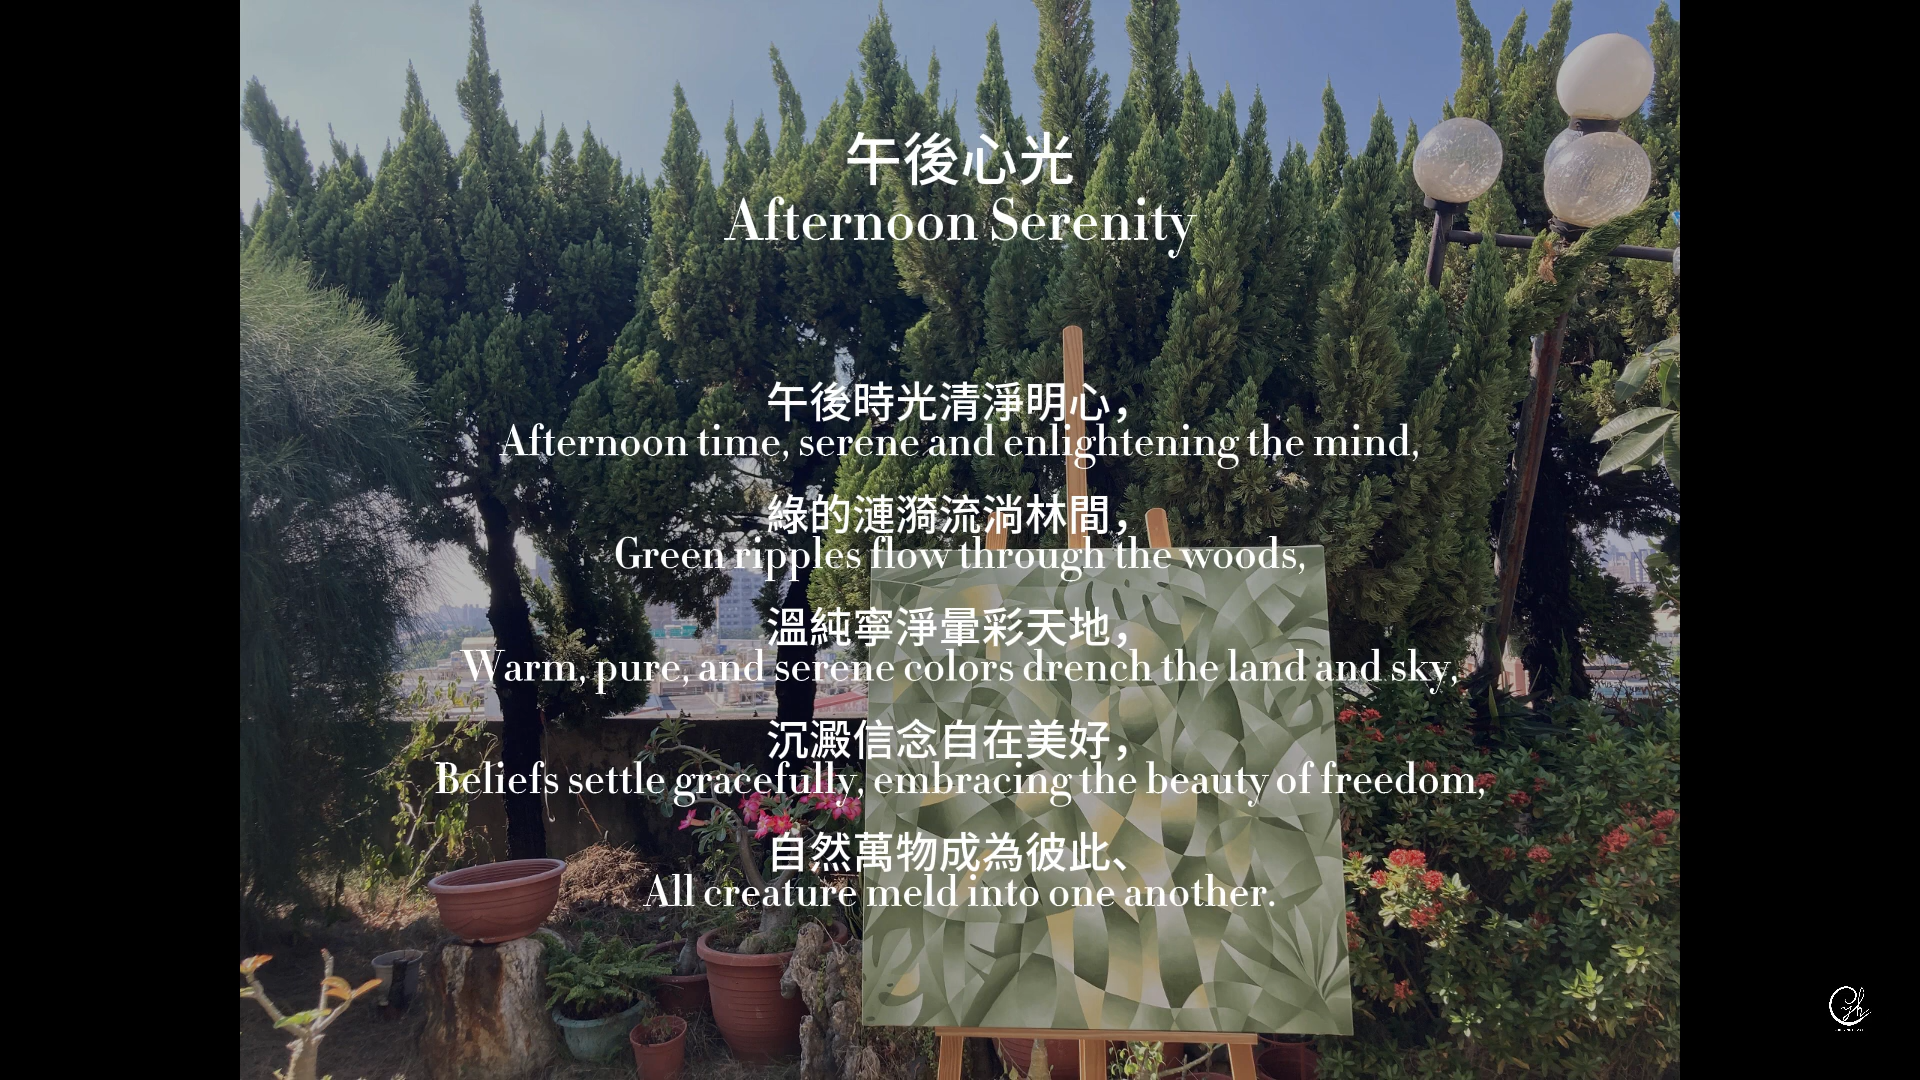 午後心光
Afternoon Serenity
午後時光清淨明心，
Afternoon time, serene and enlightening the mind,
綠的漣漪流淌林間，
Green ripples flow through the woods,
溫純寧淨暈彩天地，
Warm, pure, and serene colors drench the land and sky,
沉澱信念自在美好，
Beliefs settle gracefully, embracing the beauty of freedom,
自然萬物成為彼此、
All creature meld into one another.